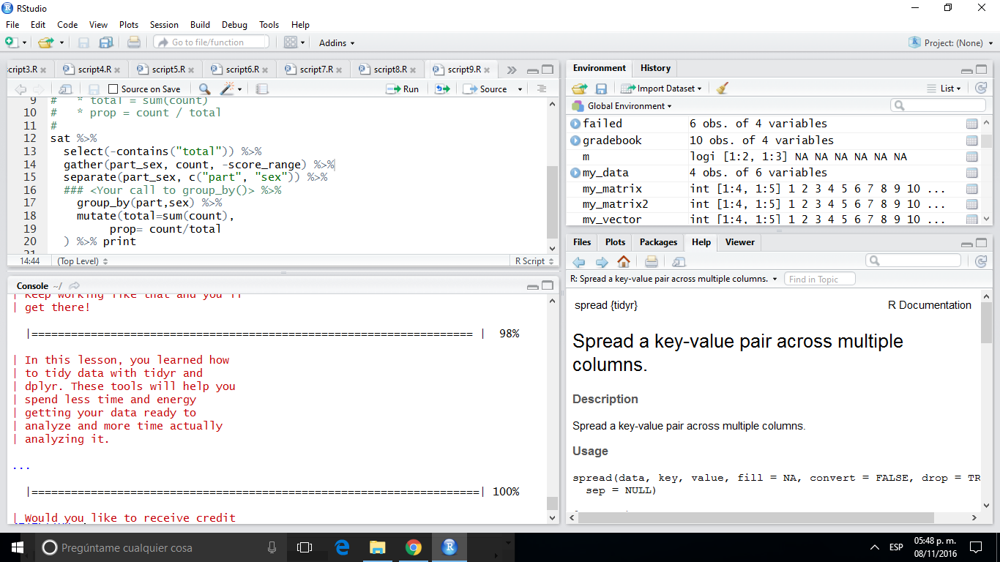 RStudio
File Edit Code View Plots Session Build Debug Tools Help
Go to file/function
Addins
Project: (None)
cript3.R script4.R script5.R script6.R script7.R script8.R script9.R
Source on Save
Run
Source
9 # * total = sum(count)
10 # * prop = count / total
11 #
12 sat %>%
13 select(-contains("total")) %>%
14 gather(part_sex, count, -score_range) %>%
15 separate(part_sex, c("part", "sex")) %>%
16 ### <Your call to group_by()> %>%
17 group_by(part,sex) %>%
18 mutate(total=sum(count),
19 prop= count/total
20 ) %>% print
21
14:44 (Top Level) R Script
Console ~/
| Keep working like that and you'll
| get there!
|=================================================================== | 98%
| In this lesson, you learned how
| to tidy data with tidyr and
| dplyr. These tools will help you
| spend less time and energy
| getting your data ready to
| analyze and more time actually
| analyzing it.
...
|====================================================================| 100%
| Would you like to receive credit
Environment History
Import Dataset
List
Global Environment
failed 6 obs. of 4 variables
gradebook 10 obs. of 4 variables
m logi [1:2, 1:3] NA NA NA NA NA NA
my_data 4 obs. of 6 variables
my_matrix int [1:4, 1:5] 1 2 3 4 5 6 7 8 9 10 ...
my_matrix2 int [1:4, 1:5] 1 2 3 4 5 6 7 8 9 10 ...
my_vector int [1:4, 1:5] 1 2 3 4 5 6 7 8 9 10 ...
Files Plots Packages Help Viewer
R: Spread a key-value pair across multiple columns. Find in Topic
spread {tidyr} R Documentation
Spread a key-value pair across multiple
columns.
Description
Spread a key-value pair across multiple columns.
Usage
spread(data, key, value, fill = NA, convert = FALSE, drop = TR
sep = NULL)
Pregúntame cualquier cosa
ESP
05:48 p. m.
08/11/2016